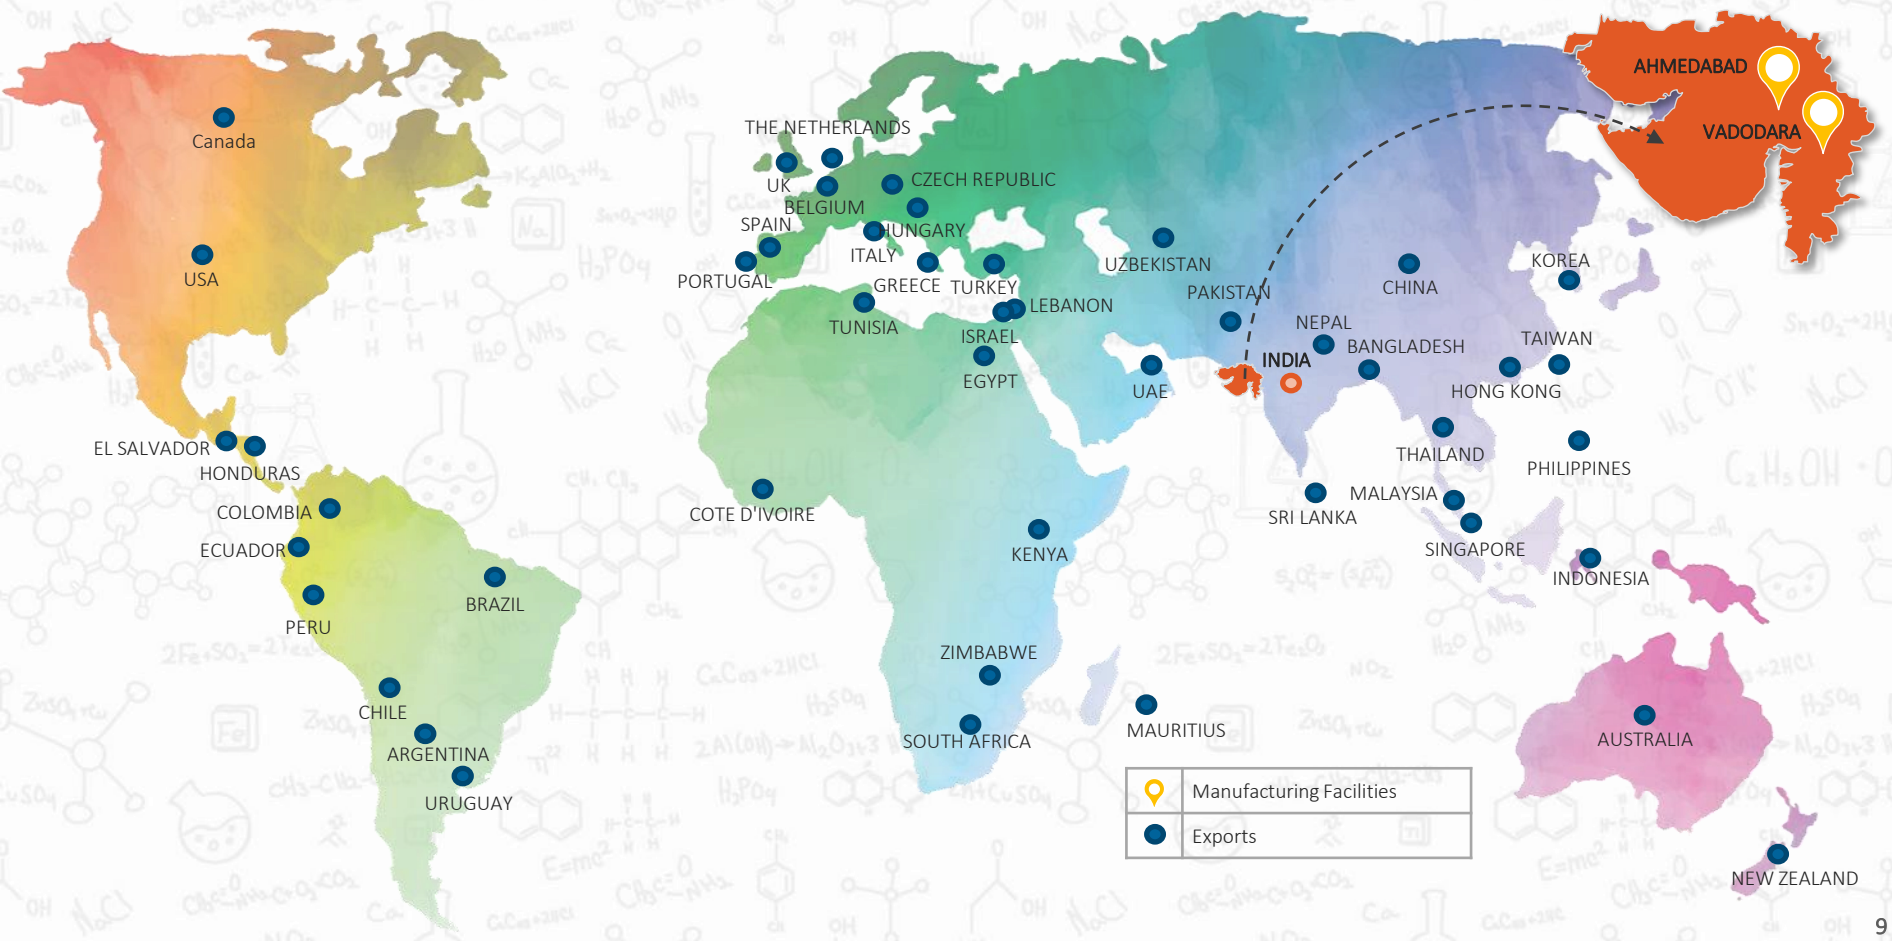 AHMEDABAD
VADODARA
Canada
USA
EL SALVADOR
HONDURAS
COLOMBIA
ECUADOR
PERU
BRAZIL
CHILE
ARGENTINA
URUGUAY
THE NETHERLANDS
UK
BELGIUM
CZECH REPUBLIC
HUNGARY
SPAIN
PORTUGAL
ITALY
GREECE
TURKEY
TUNISIA
LEBANON
ISRAEL
EGYPT
UAE
UZBEKISTAN
PAKISTAN
NEPAL
INDIA
BANGLADESH
CHINA
KOREA
TAIWAN
HONG KONG
THAILAND
PHILIPPINES
SRI LANKA
MALAYSIA
SINGAPORE
INDONESIA
COTE D'IVOIRE
KENYA
ZIMBABWE
SOUTH AFRICA
MAURITIUS
AUSTRALIA
NEW ZEALAND
Manufacturing Facilities
Exports
9